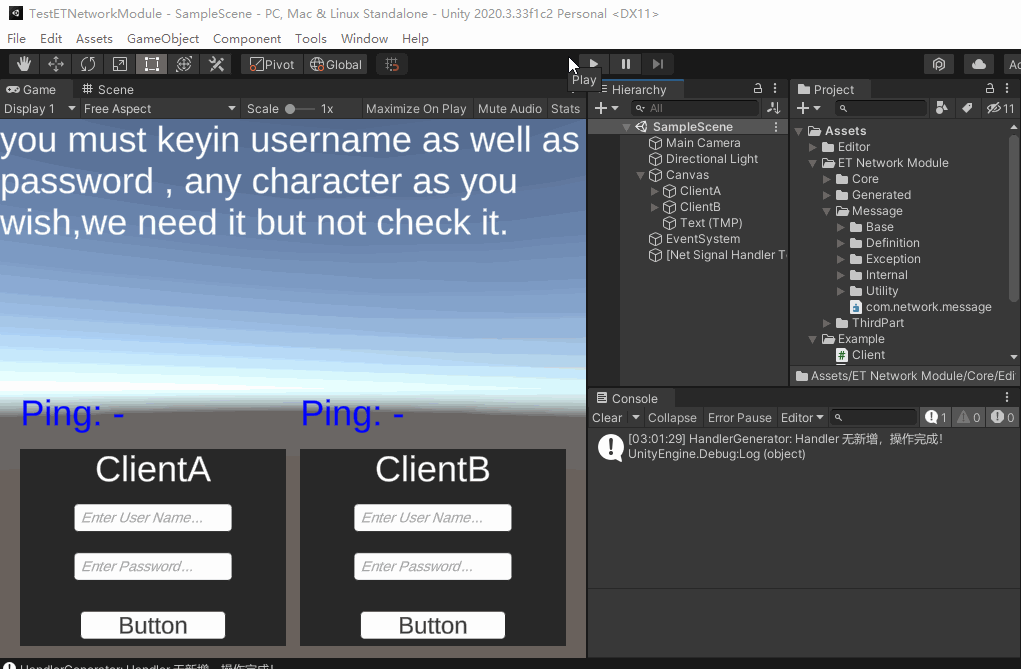 TestETNetworkModule - SampleScene - PC, Mac & Linux Standalone - Unity 2020.3.33f1c2 Personal <DX11>
File Edit Assets GameObject Component Tools Window Help
Pivot Global
Play
Game Scene
Display 1 Free Aspect Scale 1x Maximize On Play Mute Audio Stats
you must keyin username as well as
password , any character as you
wish,we need it but not check it.
Ping: - Ping: -
ClientA
Enter User Name...
Enter Password...
Button
ClientB
Enter User Name...
Enter Password...
Button
Hierarchy
All
SampleScene
Main Camera
Directional Light
Canvas
ClientA
ClientB
Text (TMP)
EventSystem
[Net Signal Handler T
Project
11
Assets
Editor
ET Network Module
Core
Generated
Message
Base
Definition
Exception
Internal
Utility
com.network.message
ThirdPart
Example
Client
Assets/ET Network Module/Core/Edi
Console
Clear Collapse Error Pause Editor 1 0 0
[03:01:29] HandlerGenerator: Handler 无新增，操作完成！
UnityEngine.Debug:Log (object)
HandlerGenerator: Handler 无新增，操作完成！